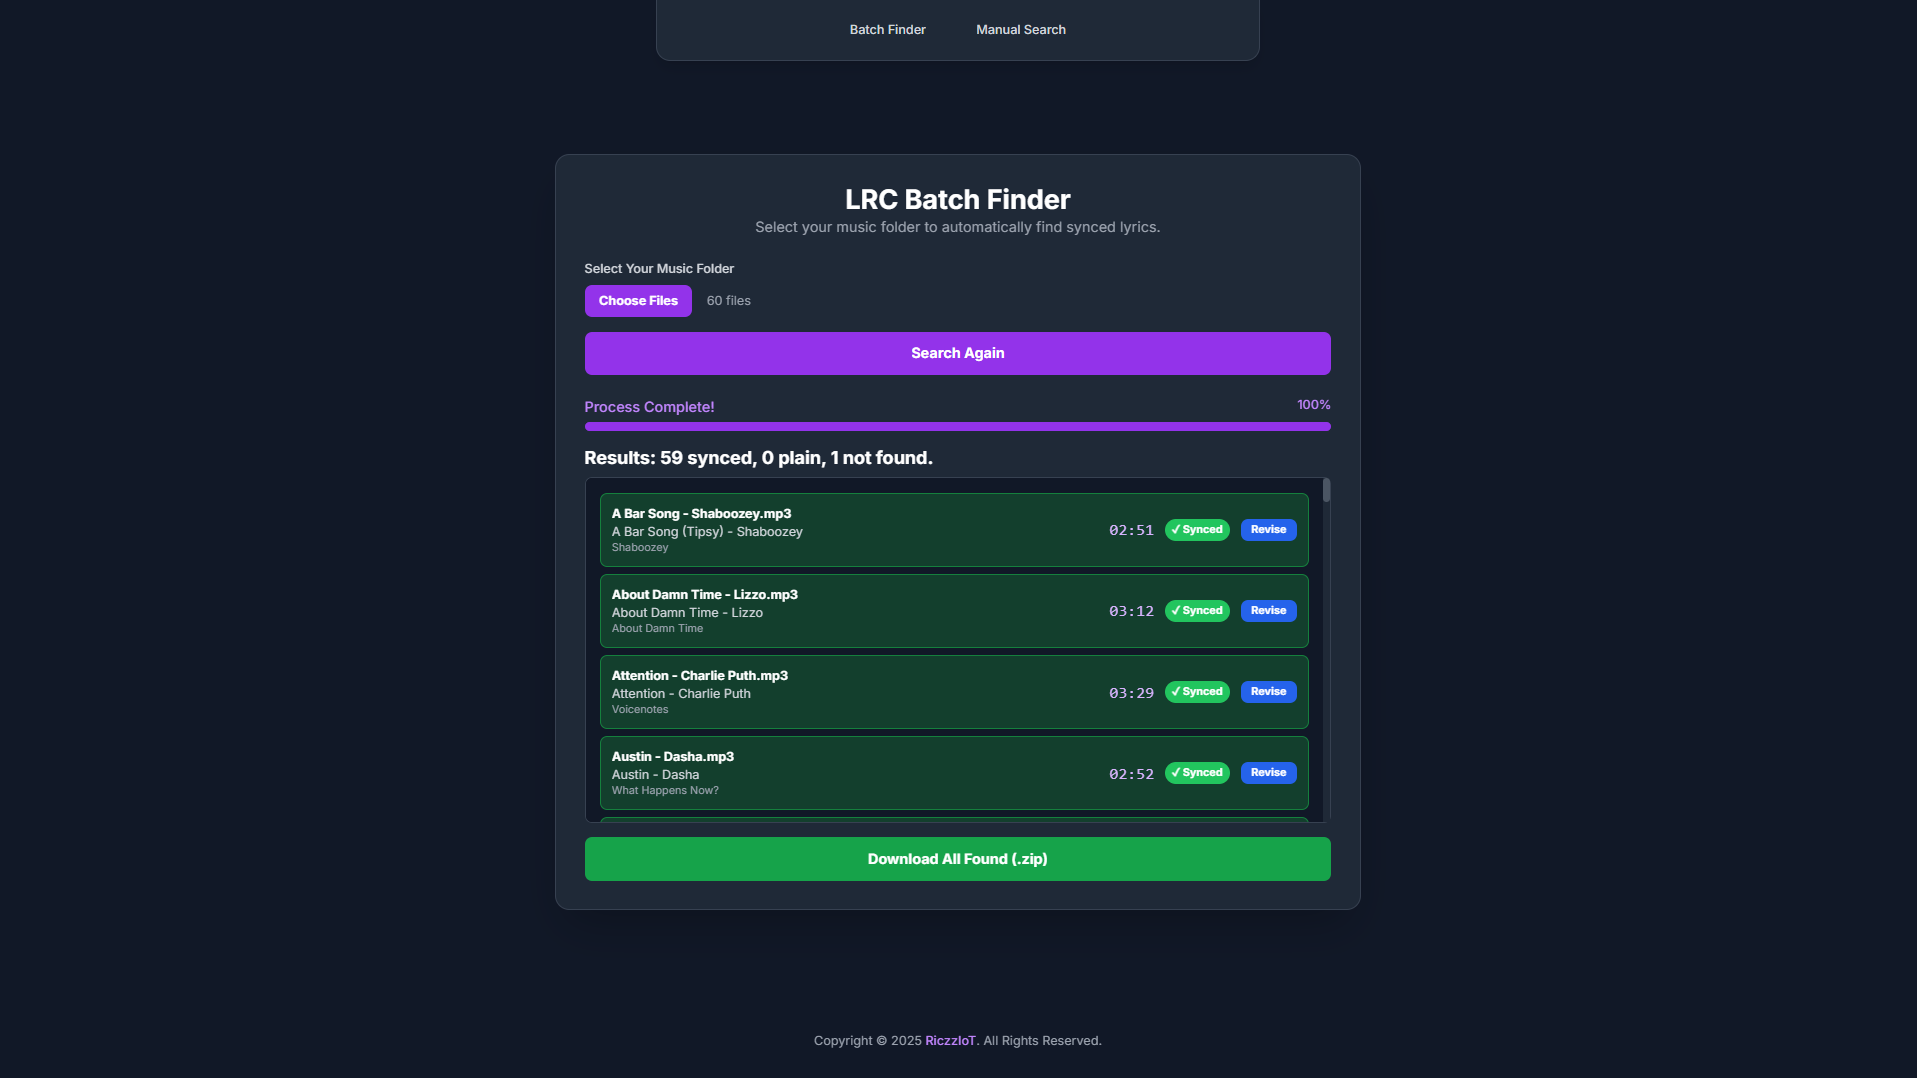 Batch Finder Manual Search
LRC Batch Finder
Select your music folder to automatically find synced lyrics.
Select Your Music Folder
Choose Files 60 files
Search Again
Process Complete! 100%
Results: 59 synced, 0 plain, 1 not found.
A Bar Song - Shaboozey.mp3
A Bar Song (Tipsy) - Shaboozey
Shaboozey
02:51 ✓ Synced Revise
About Damn Time - Lizzo.mp3
About Damn Time - Lizzo
About Damn Time
03:12 ✓ Synced Revise
Attention - Charlie Puth.mp3
Attention - Charlie Puth
Voicenotes
03:29 ✓ Synced Revise
Austin - Dasha.mp3
Austin - Dasha
What Happens Now?
02:52 ✓ Synced Revise
Download All Found (.zip)
Copyright © 2025 RiczzIoT. All Rights Reserved.